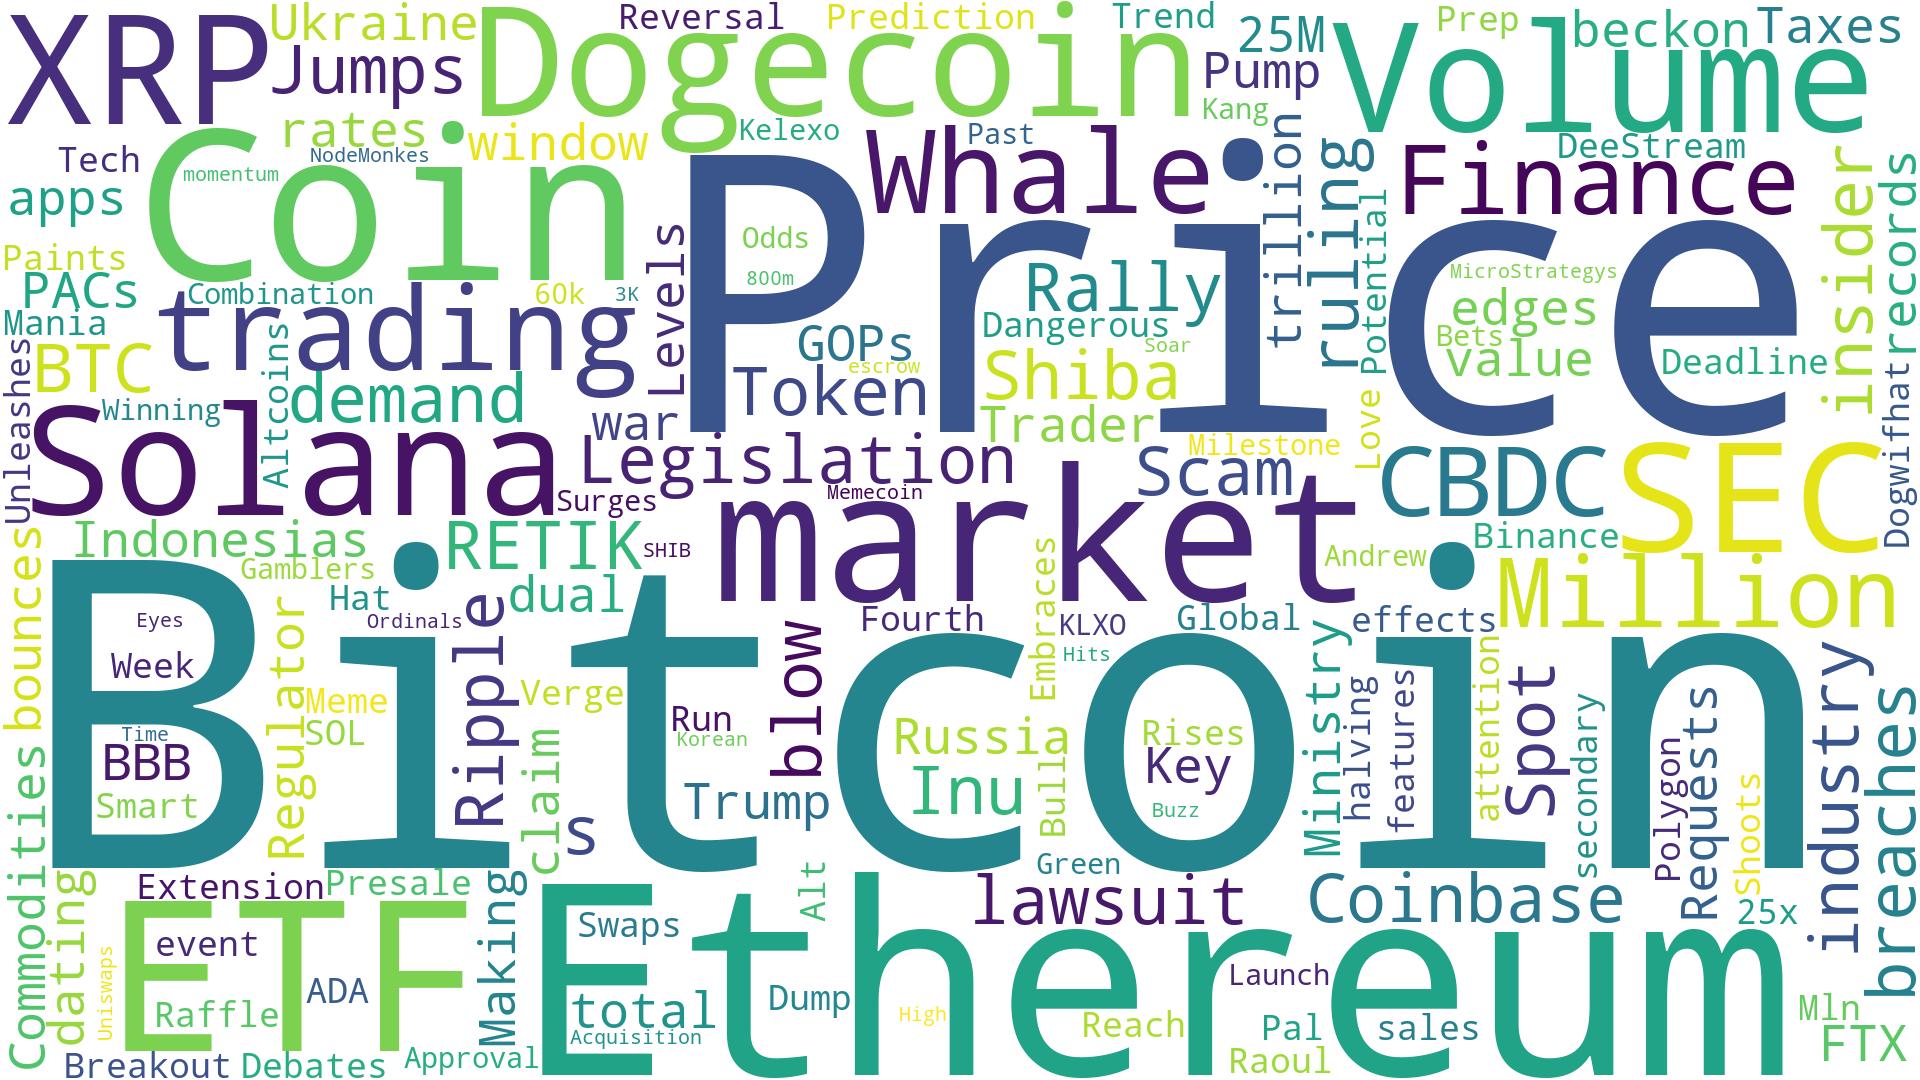 XRP
Ukraine
Jumps
Dogecoin
Reversal
Prediction
Trend
25M
Pump
Kang
Volume
Prep
beckon
Taxes
Tech
apps
rates
NodeMonkes
momentum
window
Coin
Kelexo
Whale
Past
trillion
ruling
Potential
Finance
DeeStream
insider
records
Paints
PACs
Mania
Combination
60k
3K
Levels
Odds
800m
Price
Rally
Dangerous
Soar
MicroStrategys
edges
Bets
value
Deadline
BTC
trading
GOPs
escrow
Token
Shiba
Trader
Love
Dogwifhat
Unleashes
Winning
Altcoins
demand
war
Solana
Legislation
Milestone
Scam
CBDC
SEC
Surges
Memecoin
market
Binance
Andrew
Indonesias
Gamblers
RETIK
SHIB
Hat
dual
Ordinals
Million
bounces
Eyes
Week
Regulator
Ripple
Fourth
Embraces
KLXO
Hits
Global
effects
Bitcoin
Meme
SOL
Verge
blow
Run
Korean
Russia
Inu
Bulls
Rises
Key
Buzz
Ministry
halving
features
attention
Spot
secondary
Polygon
Requests
Shoots
industry
breaches
Time
BBB
Smart
claim
s
Trump
Commodities
dating
Extension
Presale
Making
Alt
Green
lawsuit
Coinbase
25x
ETF
event
Raffle
ADA
Uniswaps
Swaps
total
Acquisition
Dump
High
Ethereum
Launch
Reach
Pal
Raoul
sales
Mln
FTX
Breakout
Debates
Approval